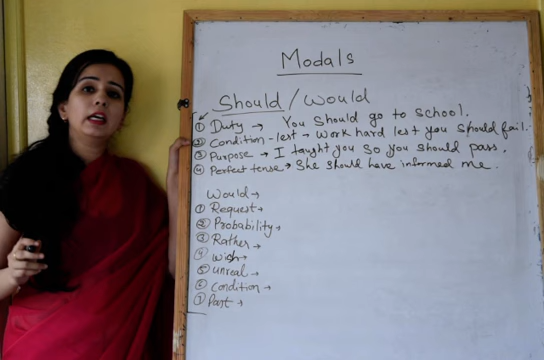 Modals
Should/Would
① Duty → You should go to school.
② Condition - lest → Work hard lest you should fail.
③ Purpose → I taught you so you should pass.
④ Perfect tense → She should have informed me.
Would →
① Request →
② Probability →
③ Rather →
④ Wish →
⑤ Unreal →
⑥ Condition →
⑦ Past →